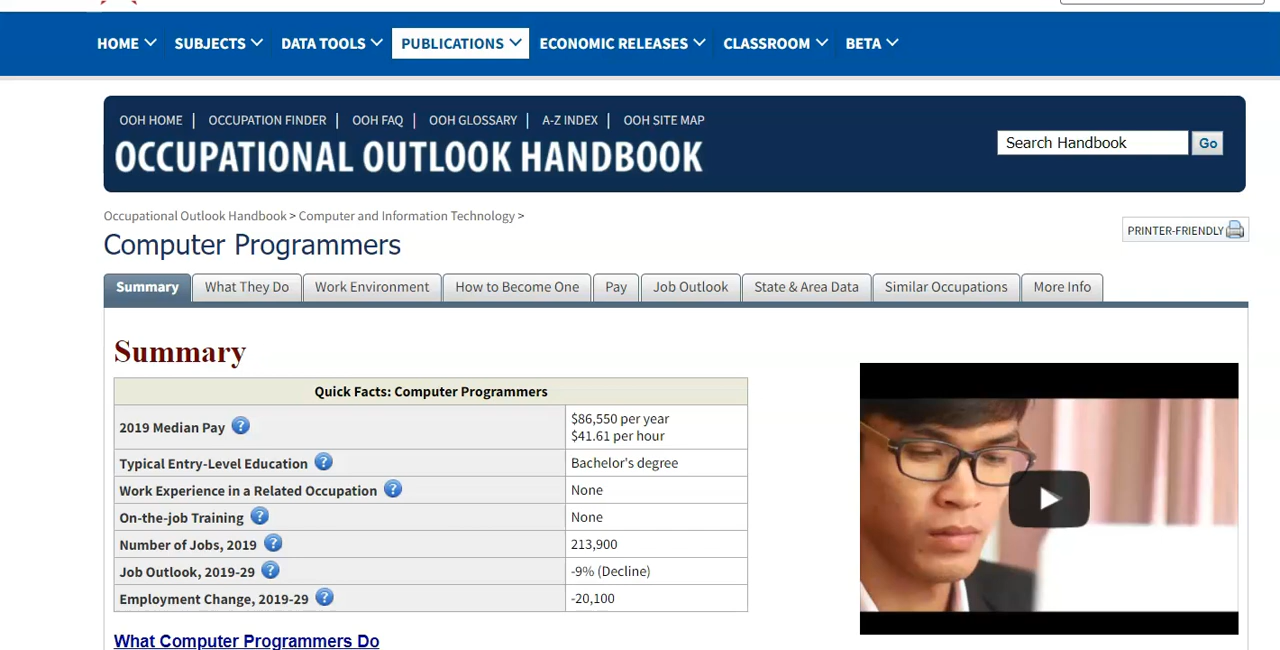 HOME SUBJECTS DATA TOOLS PUBLICATIONS ECONOMIC RELEASES CLASSROOM BETA
OOH HOME | OCCUPATION FINDER | OOH FAQ | OOH GLOSSARY | A-Z INDEX | OOH SITE MAP
OCCUPATIONAL OUTLOOK HANDBOOK
Search Handbook Go
Occupational Outlook Handbook > Computer and Information Technology >
PRINTER-FRIENDLY
Computer Programmers
Summary What They Do Work Environment How to Become One Pay Job Outlook State & Area Data Similar Occupations More Info
Summary
Quick Facts: Computer Programmers
2019 Median Pay ? $86,550 per year
$41.61 per hour
Typical Entry-Level Education ? Bachelor's degree
Work Experience in a Related Occupation ? None
On-the-job Training ? None
Number of Jobs, 2019 ? 213,900
Job Outlook, 2019-29 ? -9% (Decline)
Employment Change, 2019-29 ? -20,100
What Computer Programmers Do